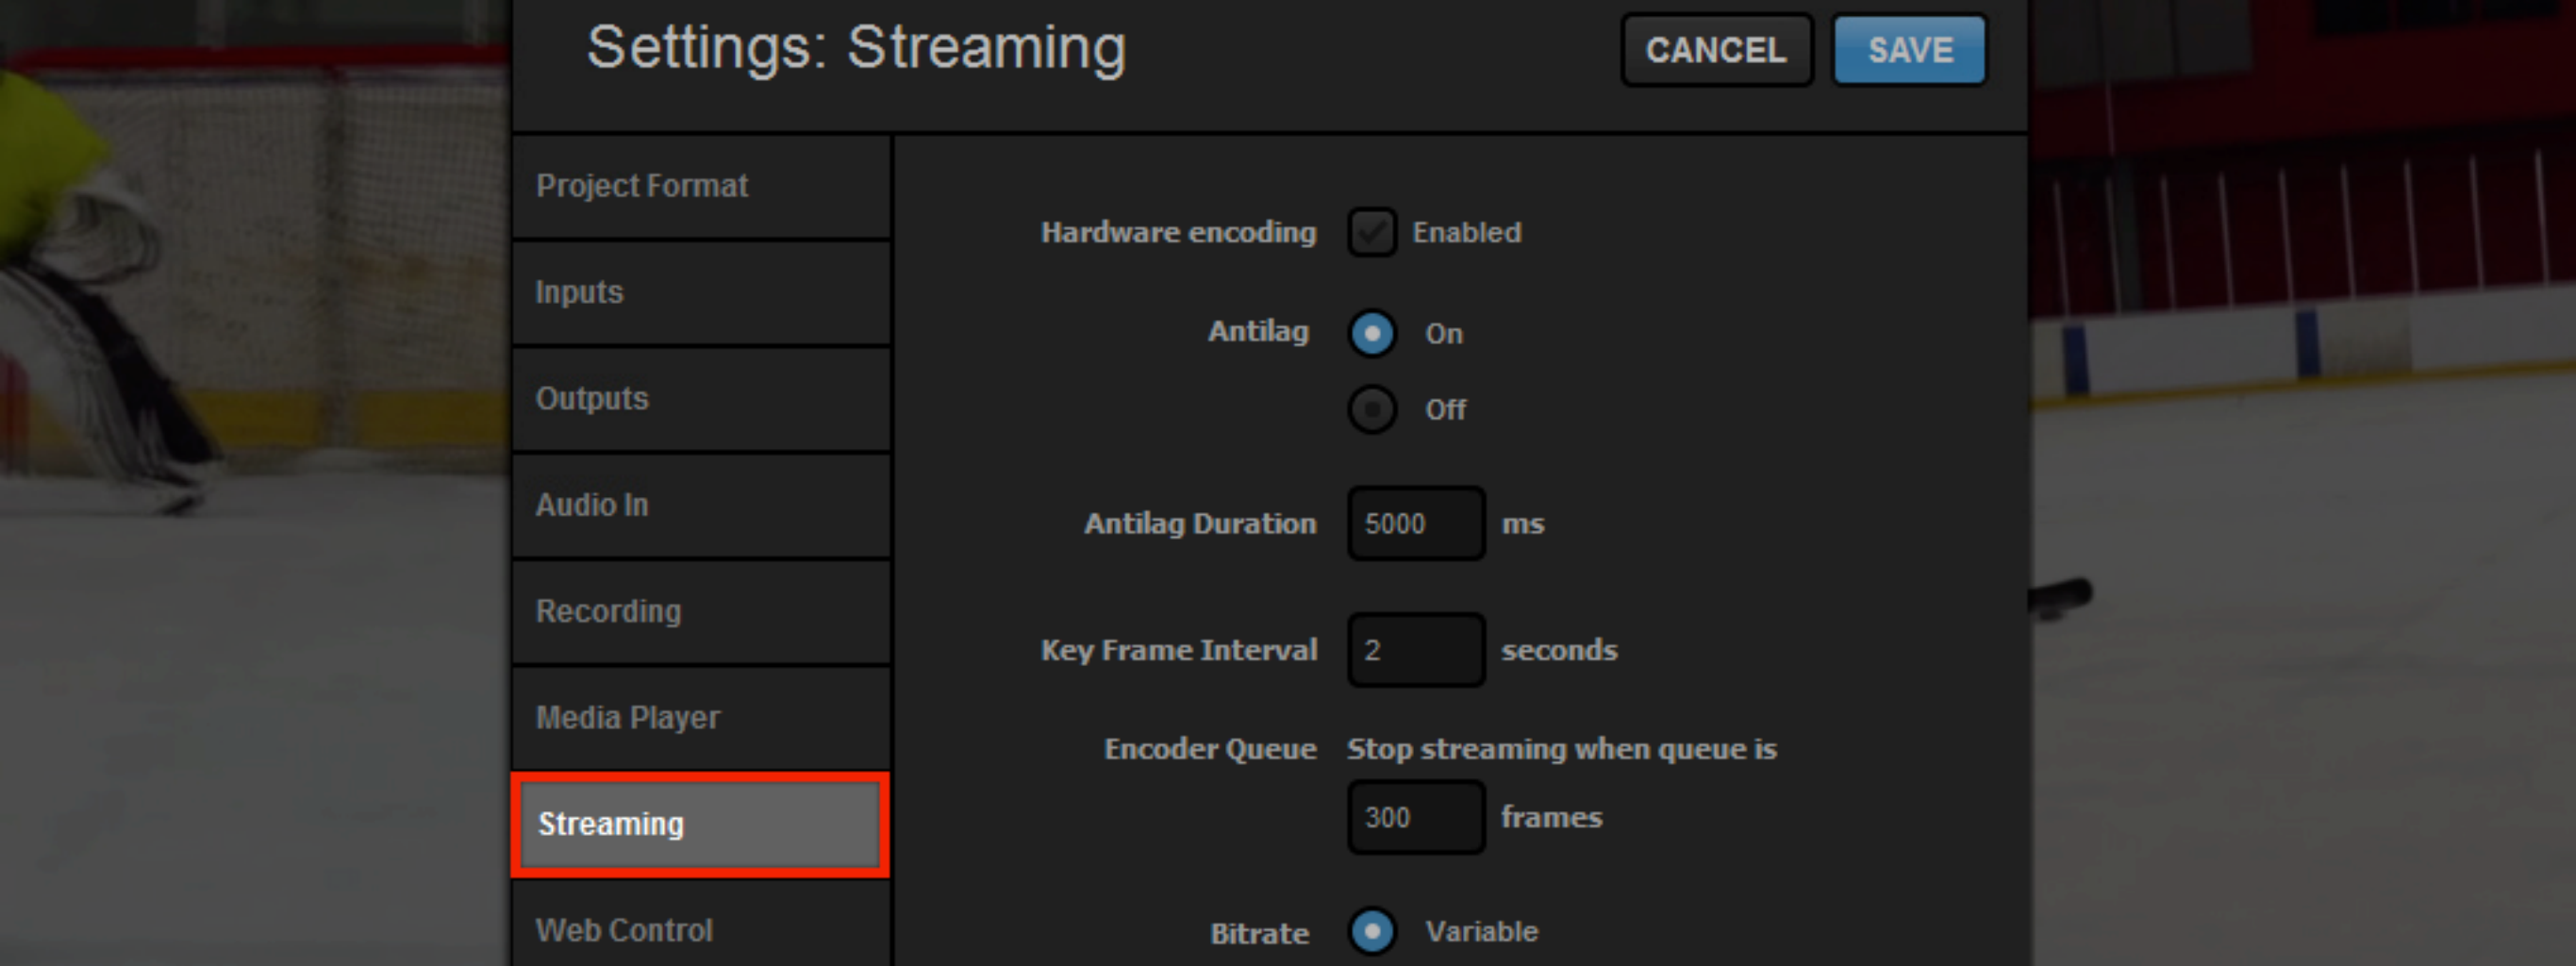 Settings: Streaming
CANCEL
SAVE
Project Format
Inputs
Outputs
Audio In
Recording
Media Player
Streaming
Web Control
Hardware encoding Enabled
Antilag On
Off
Antilag Duration 5000 ms
Key Frame Interval 2 seconds
Encoder Queue Stop streaming when queue is
300 frames
Bitrate Variable